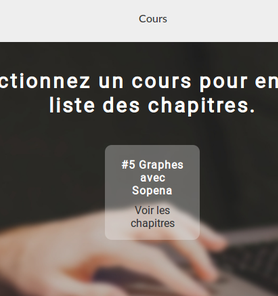 Cours
ctionnez un cours pour en
liste des chapitres.
#5 Graphes
avec
Sopena
Voir les
chapitres